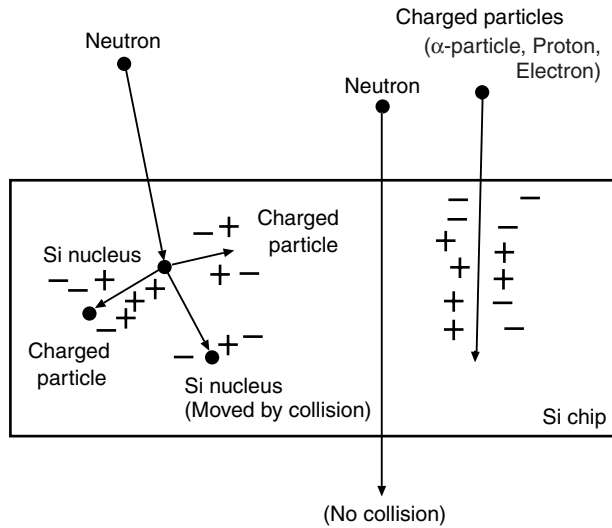 Charged particles
(α-particle, Proton,
Electron)
Neutron
Neutron
Charged
particle
Si nucleus
Charged
particle
Si nucleus
(Moved by collision)
Si chip
(No collision)